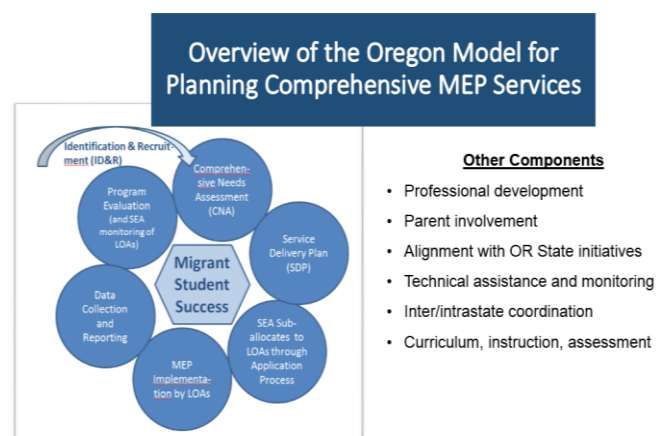 Overview of the Oregon Model for
Planning Comprehensive MEP Services
Identification & Recruit-
ment (ID&R)
Comprehen-
sive Needs
Assessment
(CNA)
Service
Delivery Plan
(SDP)
SEA Sub-
allocates to
LOAs through
Application
Process
MEP
Implementa-
tion by LOAs
Data
Collection
and
Reporting
Program
Evaluation
(and SEA
monitoring of
LOAs)
Migrant
Student
Success
Other Components
• Professional development
• Parent involvement
• Alignment with OR State initiatives
• Technical assistance and monitoring
• Inter/intrastate coordination
• Curriculum, instruction, assessment